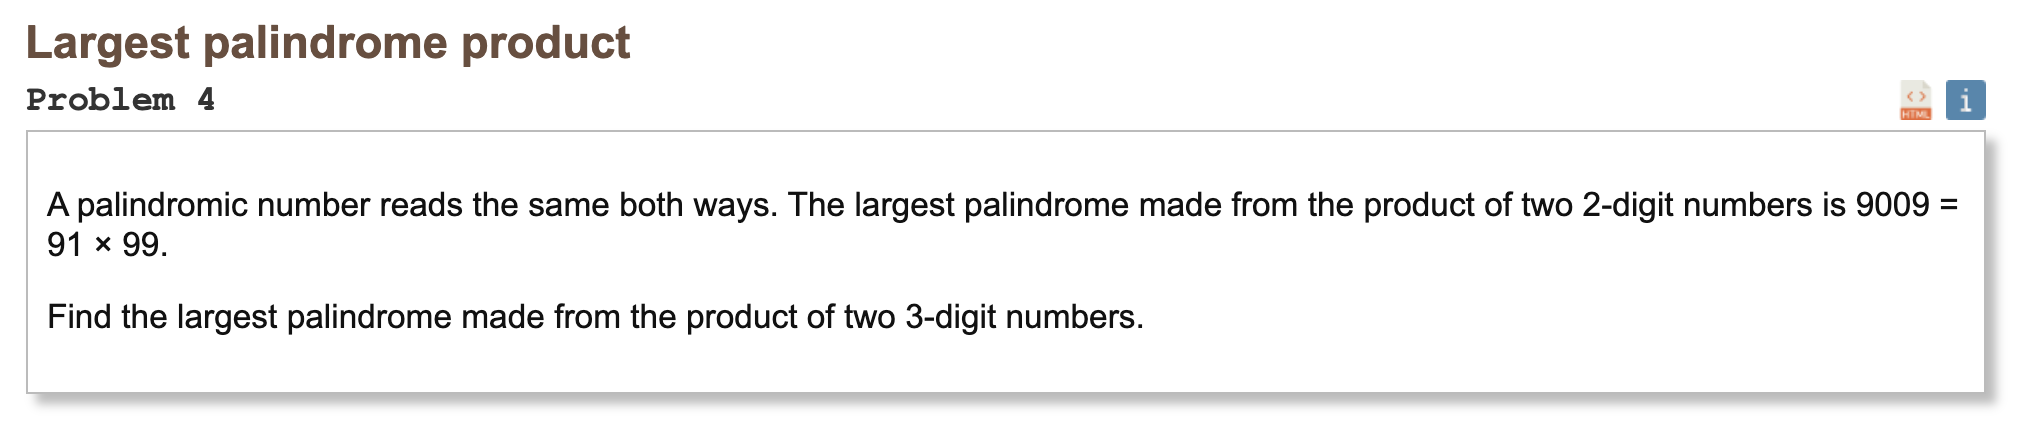 Largest palindrome product
Problem 4
HTML
i
A palindromic number reads the same both ways. The largest palindrome made from the product of two 2-digit numbers is 9009 =
91 × 99.
Find the largest palindrome made from the product of two 3-digit numbers.